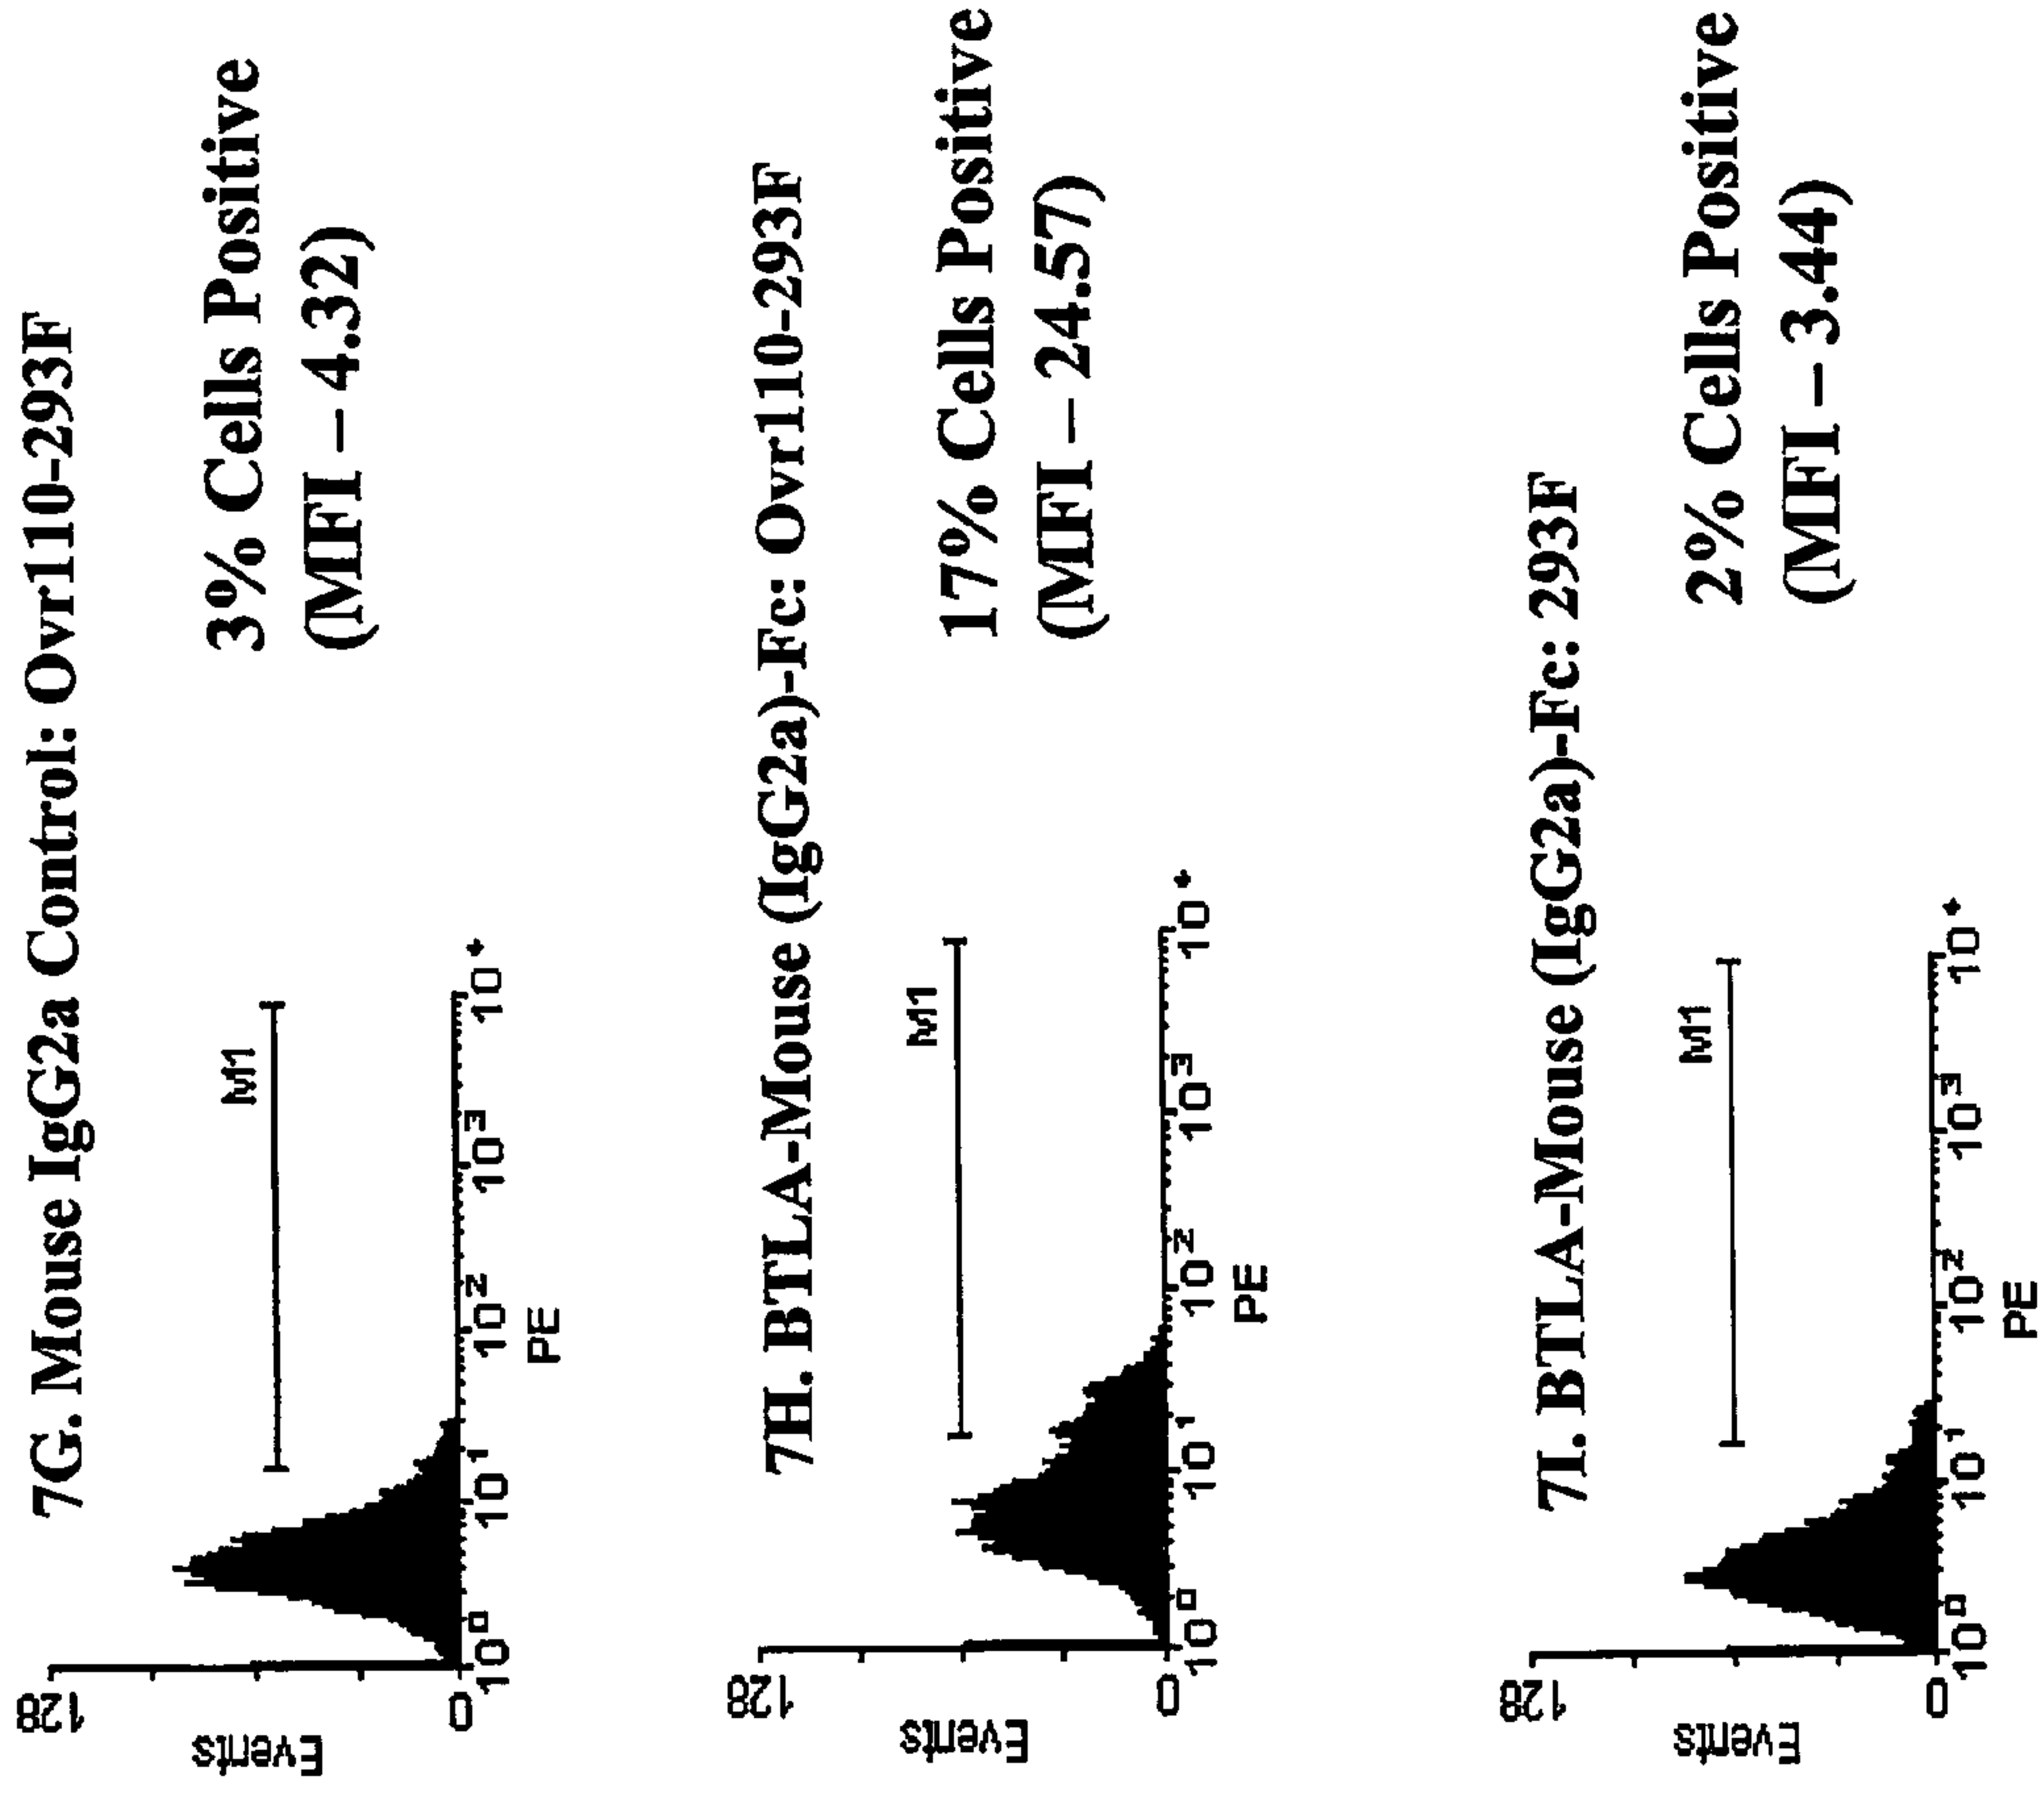 7G. Mouse IgG2a Control: Ovr110-293F
3% Cells Positive
(MFI – 4.32)
128
Events
0
M1
10⁰ 10¹ 10² 10³ 10⁴
PE
7H. BTLA-Mouse (IgG2a)-Fc: Ovr110-293F
17% Cells Positive
(MFI – 24.57)
128
Events
0
M1
10⁰ 10¹ 10² 10³ 10⁴
PE
7I. BTLA-Mouse (IgG2a)-Fc: 293F
2% Cells Positive
(MFI – 3.44)
128
Events
0
M1
10⁰ 10¹ 10² 10³ 10⁴
PE